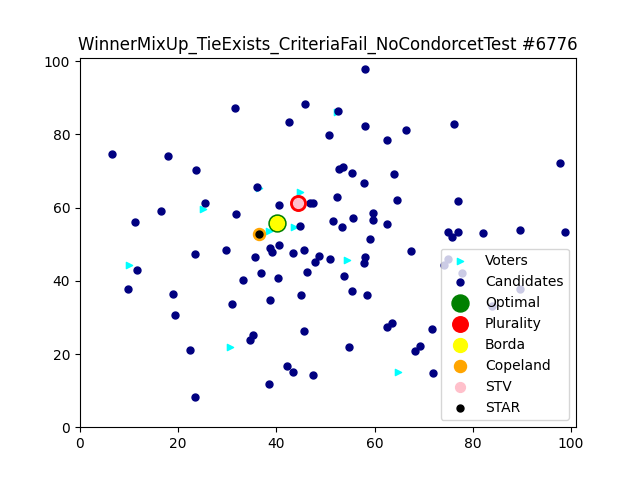 WinnerMixUp_TieExists_CriteriaFail_NoCondorcetTest #6776
100
80
60
40
20
0
0 20 40 60 80 100
Voters
Candidates
Optimal
Plurality
Borda
Copeland
STV
STAR